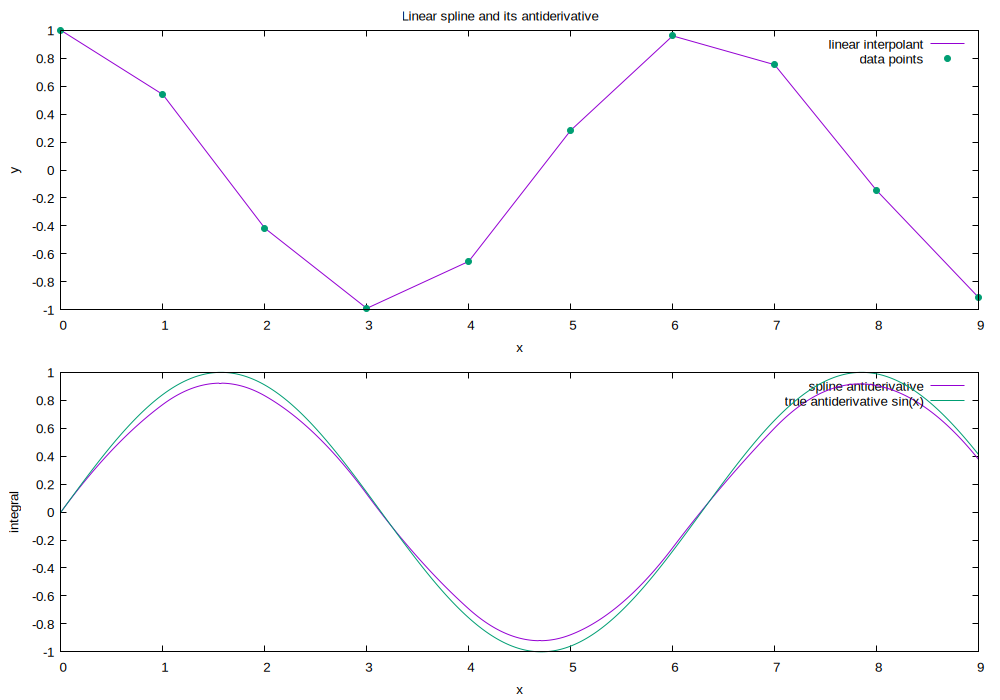 Linear spline and its antiderivative
1
0.8
0.6
0.4
0.2
0
-0.2
-0.4
-0.6
-0.8
-1
y
linear interpolant
data points
0 1 2 3 4 5 6 7 8 9
x
1
0.8
0.6
0.4
0.2
0
-0.2
-0.4
-0.6
-0.8
-1
integral
spline antiderivative
true antiderivative sin(x)
0 1 2 3 4 5 6 7 8 9
x